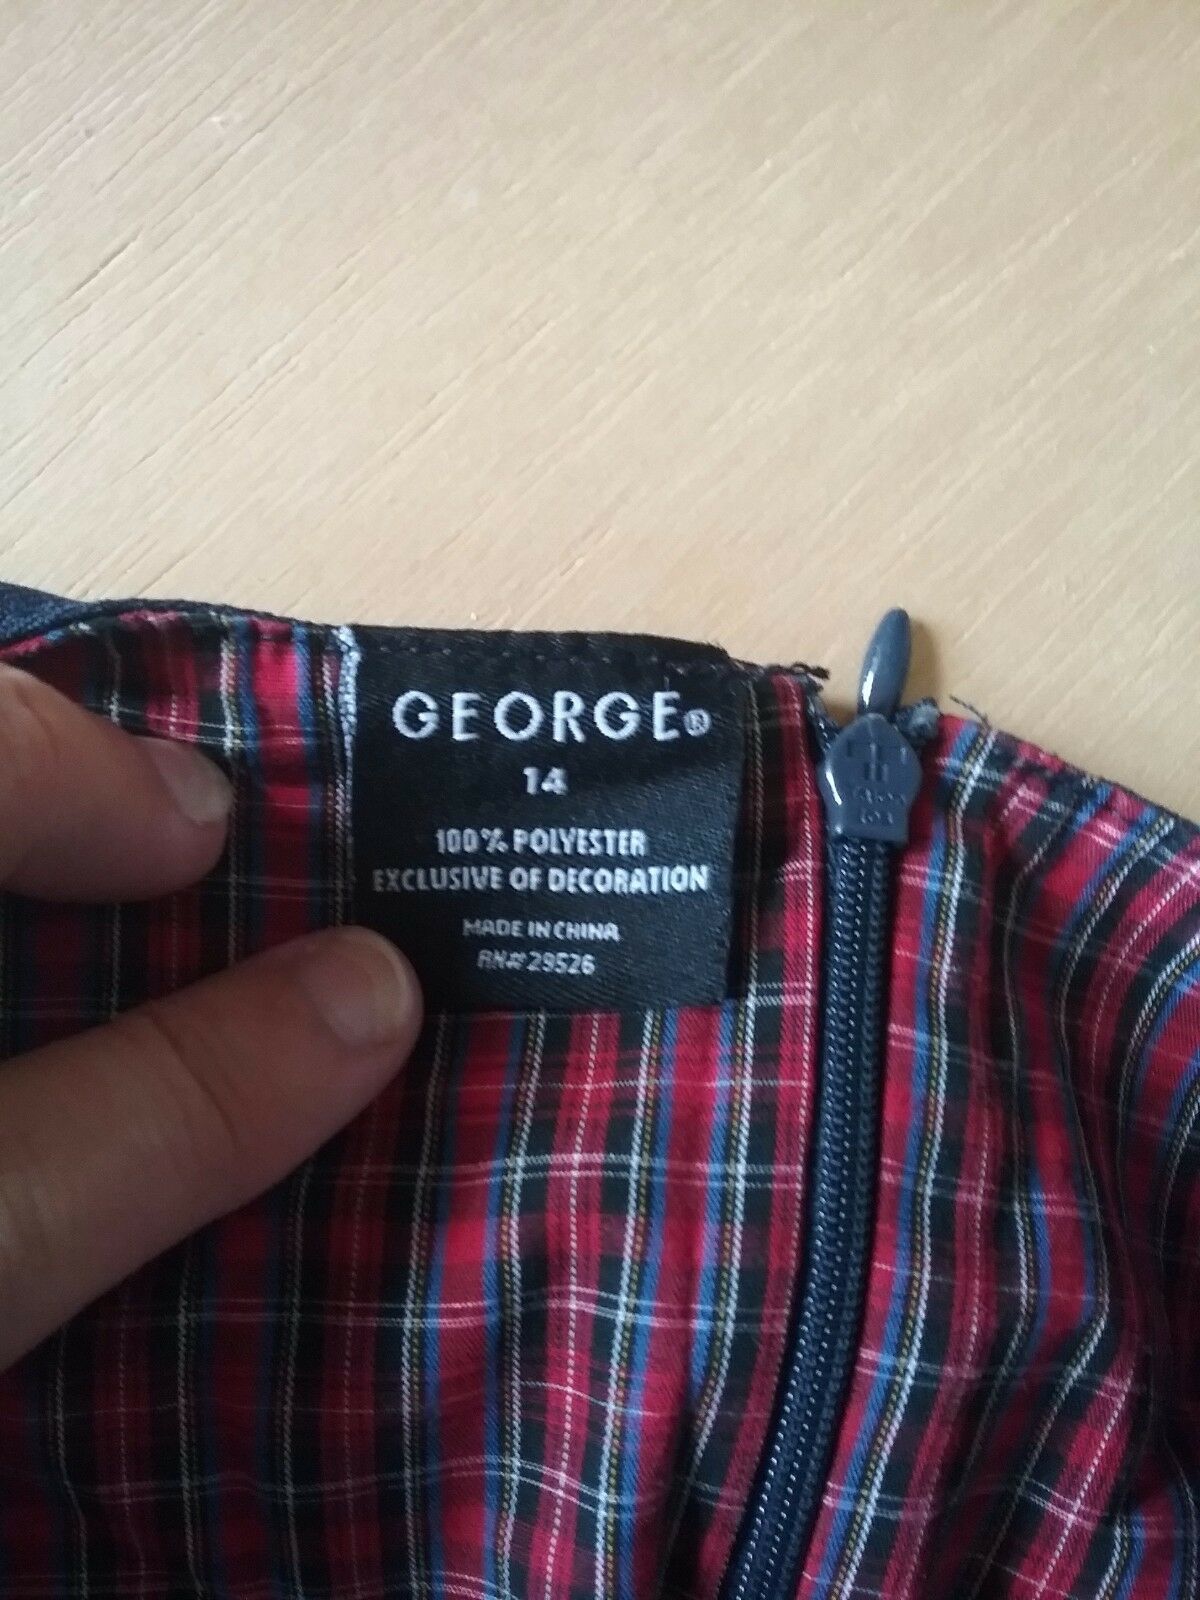 GEORGE®
14
100% POLYESTER
EXCLUSIVE OF DECORATION
MADE IN CHINA
RN# 29526